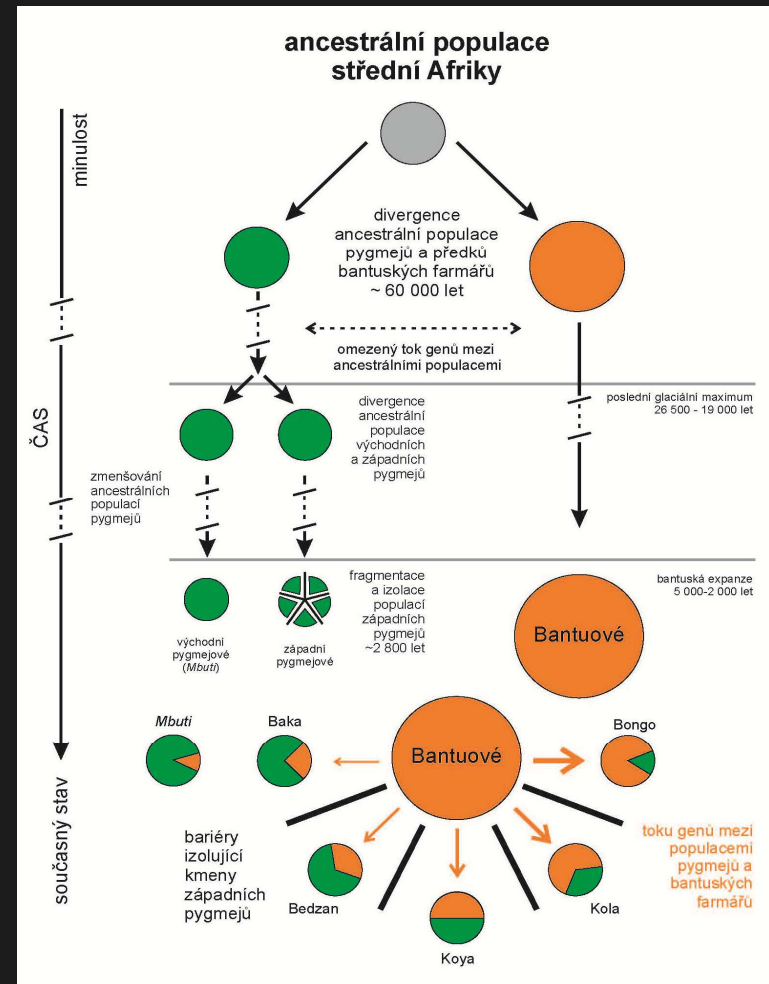 ancestrální populace
střední Afriky
minulost
ČAS
současný stav
divergence
ancestrální populace
pygmejů a předků
bantuských farmářů
~ 60 000 let
omezený tok genů mezi
ancestrálními populacemi
poslední glaciální maximum
26 500 - 19 000 let
divergence
ancestrální
populace
východních
a západních
pygmejů
zmenšování
ancestrálních
populací
pygmejů
bantuská expanze
5 000-2 000 let
fragmentace
a izolace
populací
západních
pygmejů
~2 800 let
východní
pygmejové
(Mbuti)
západní
pygmejové
Bantuové
Mbuti
Baka
Bantuové
Bongo
bariéry
izolující
kmeny
západních
pygmejů
toku genů mezi
populacemi
pygmejů a
bantuských
farmářů
Bedzan
Koya
Kola